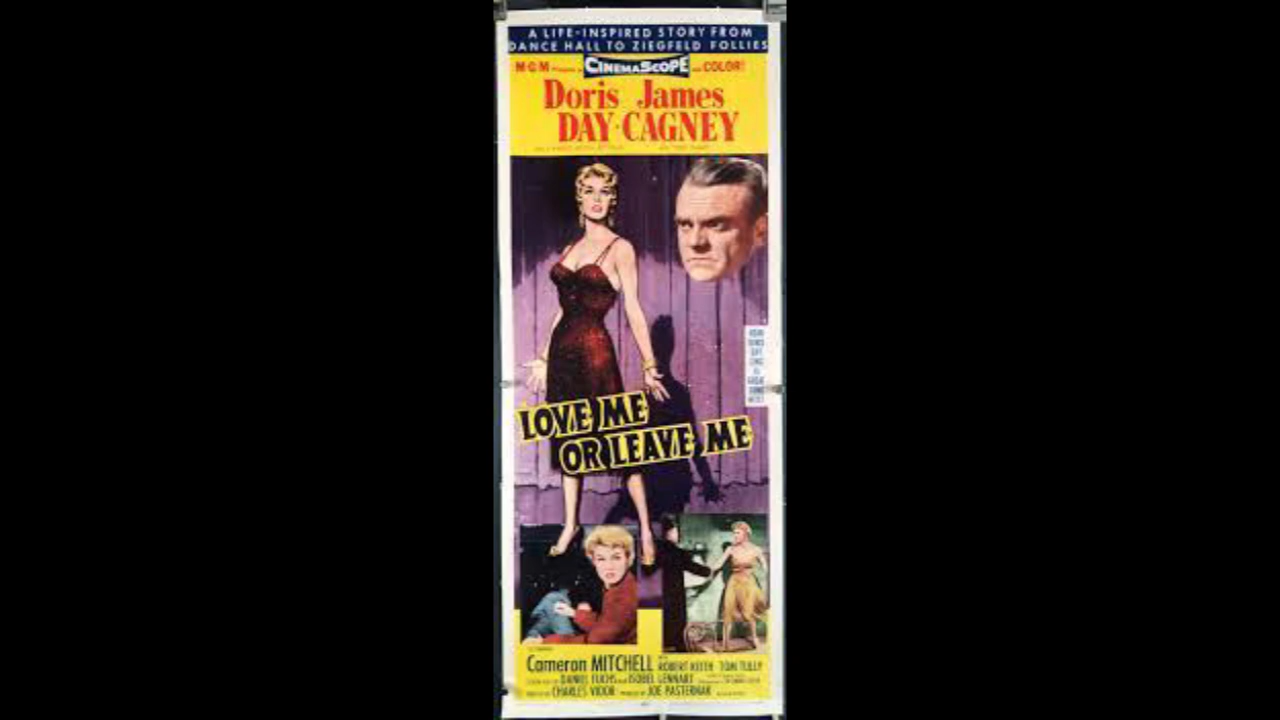 A LIFE-INSPIRED STORY FROM
DANCE HALL TO ZIEGFELD FOLLIES
M-G-M CINEMASCOPE COLOR!
Doris James
DAY·CAGNEY
LOVE ME
OR LEAVE ME
Cameron MITCHELL ROBERT KEITH TOM TULLY
DANIEL FUCHS ISOBEL LENNART
CHARLES VIDOR JOE PASTERNAK